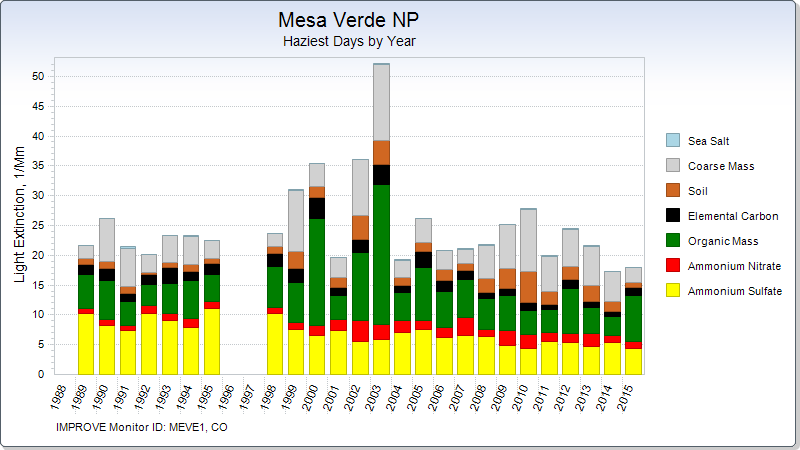 Mesa Verde NP
Haziest Days by Year
Light Extinction, 1/Mm
50
45
40
35
30
25
20
15
10
5
0
1988 1989 1990 1991 1992 1993 1994 1995 1996 1997 1998 1999 2000 2001 2002 2003 2004 2005 2006 2007 2008 2009 2010 2011 2012 2013 2014 2015
Sea Salt
Coarse Mass
Soil
Elemental Carbon
Organic Mass
Ammonium Nitrate
Ammonium Sulfate
IMPROVE Monitor ID: MEVE1, CO